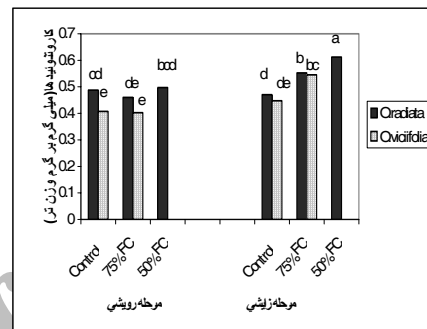 کاروتنوئیدها (میلی گرم بر گرم وزن تر)
0.7
0.6
0.5
0.4
0.3
0.2
0.1
0
cd
e
de
e
bcd
d
de
b
bc
a
Control
75%FC
50%FC
Control
75%FC
50%FC
مرحله رویشي
مرحله زایشي
O.radiata
O.viciifolia